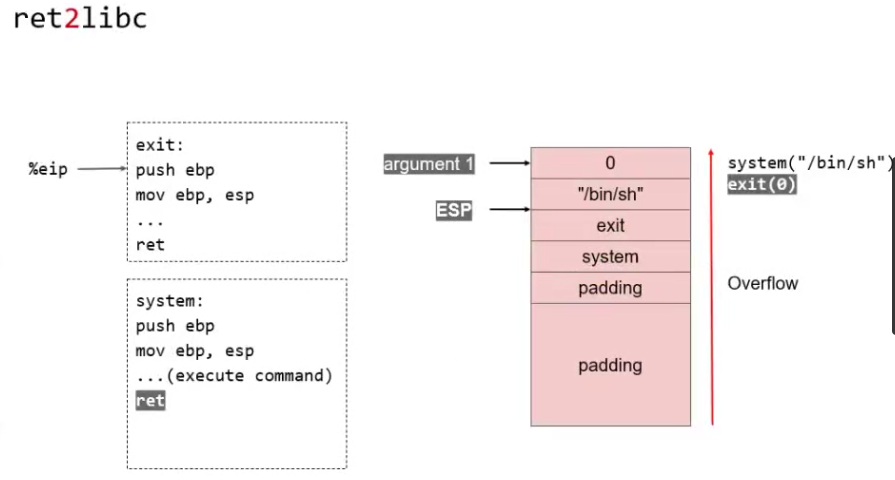 ret2libc
%eip
exit:
push ebp
mov ebp, esp
...
ret
system:
push ebp
mov ebp, esp
...(execute command)
ret
argument 1
ESP
0
"/bin/sh"
exit
system
padding
padding
system("/bin/sh")
exit(0)
Overflow